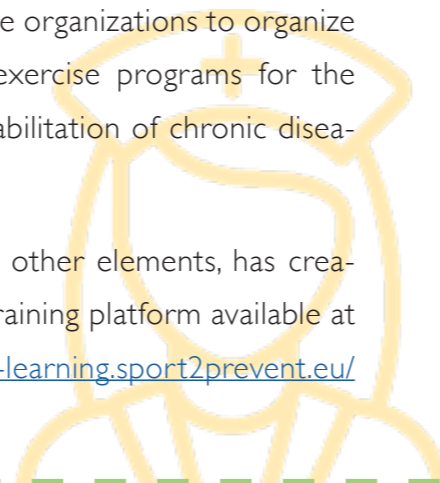 e organizations to organize
exercise programs for the
abilitation of chronic disea-
other elements, has crea-
raining platform available at
-learning.sport2prevent.eu/